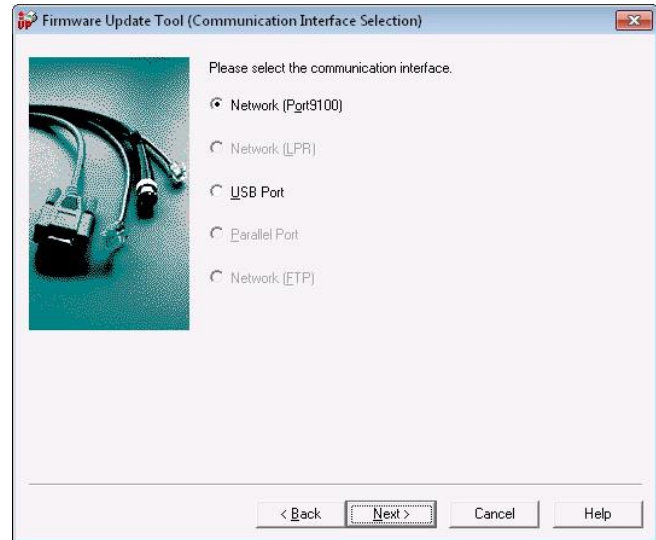 Firmware Update Tool (Communication Interface Selection)
Please select the communication interface.
Network (Port9100)
Network (LPR)
USB Port
Parallel Port
Network (FTP)
< Back Next > Cancel Help